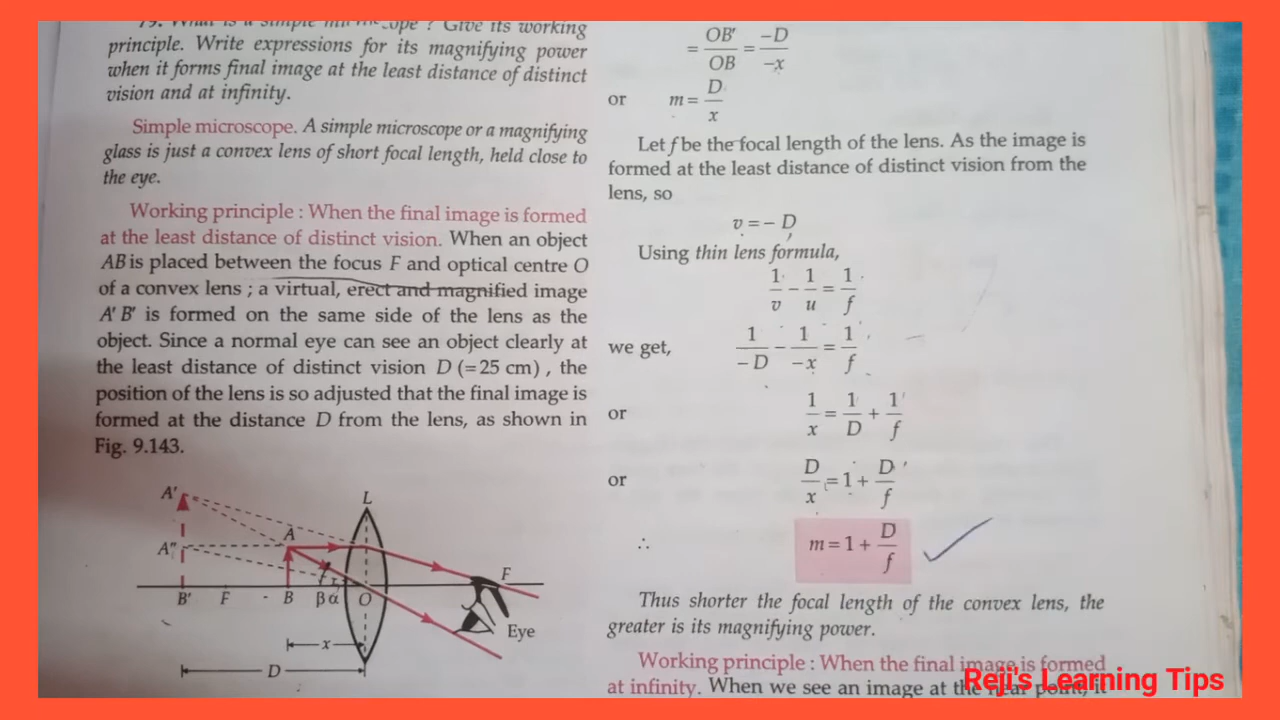 79. What is a simple microscope ? Give its working
principle. Write expressions for its magnifying power
when it forms final image at the least distance of distinct
vision and at infinity.
Simple microscope. A simple microscope or a magnifying
glass is just a convex lens of short focal length, held close to
the eye.
Working principle : When the final image is formed
at the least distance of distinct vision. When an object
AB is placed between the focus F and optical centre O
of a convex lens ; a virtual, erect and magnified image
A' B' is formed on the same side of the lens as the
object. Since a normal eye can see an object clearly at
the least distance of distinct vision D (= 25 cm) , the
position of the lens is so adjusted that the final image is
formed at the distance D from the lens, as shown in
Fig. 9.143.
A'
L
A
A"
F
B' F B β α O
Eye
x
D
= OB'/OB = -D/-x
or m = D/x
Let f be the focal length of the lens. As the image is
formed at the least distance of distinct vision from the
lens, so
v = - D
Using thin lens formula,
1/v - 1/u = 1/f
we get, 1/-D - 1/-x = 1/f
or 1/x = 1/D + 1/f
or D/x = 1 + D/f
∴ m = 1 + D/f
Thus shorter the focal length of the convex lens, the
greater is its magnifying power.
Working principle : When the final image is formed
at infinity. When we see an image at the near point, it
Reji's Learning Tips